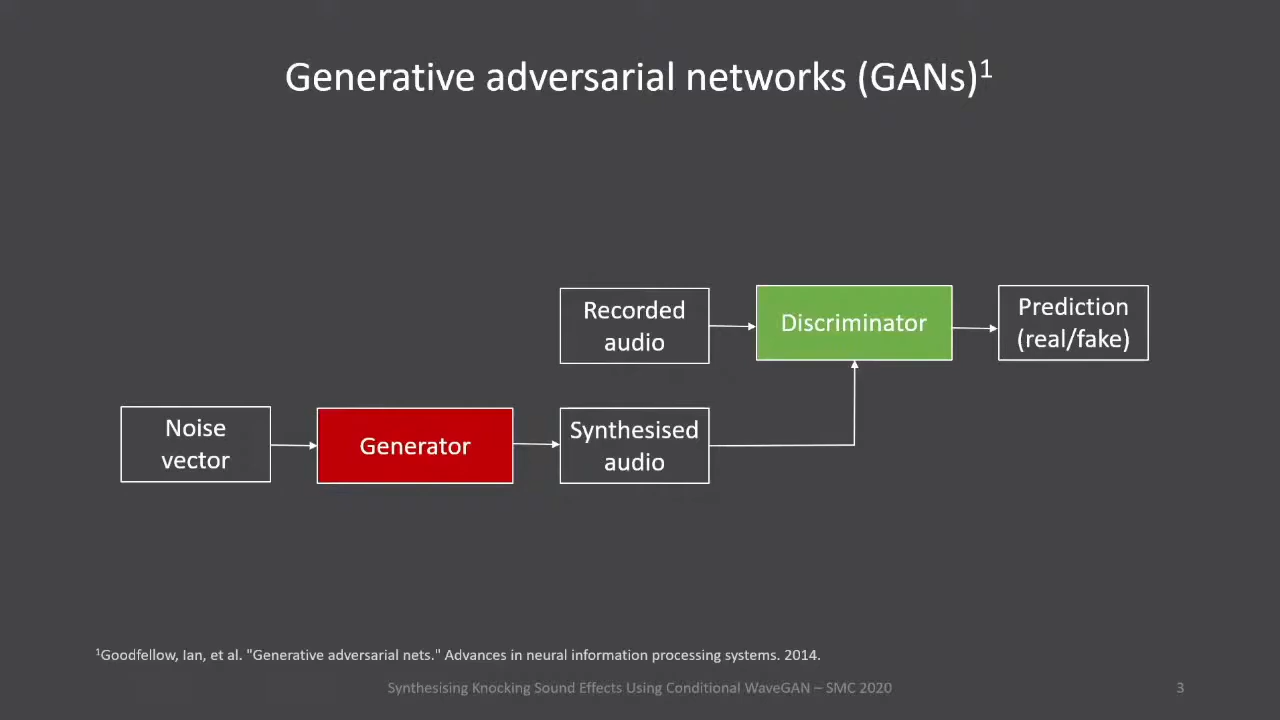 Generative adversarial networks (GANs)¹
Recorded
audio
Discriminator
Prediction
(real/fake)
Noise
vector
Generator
Synthesised
audio
¹Goodfellow, Ian, et al. "Generative adversarial nets." Advances in neural information processing systems. 2014.
Synthesising Knocking Sound Effects Using Conditional WaveGAN – SMC 2020
3